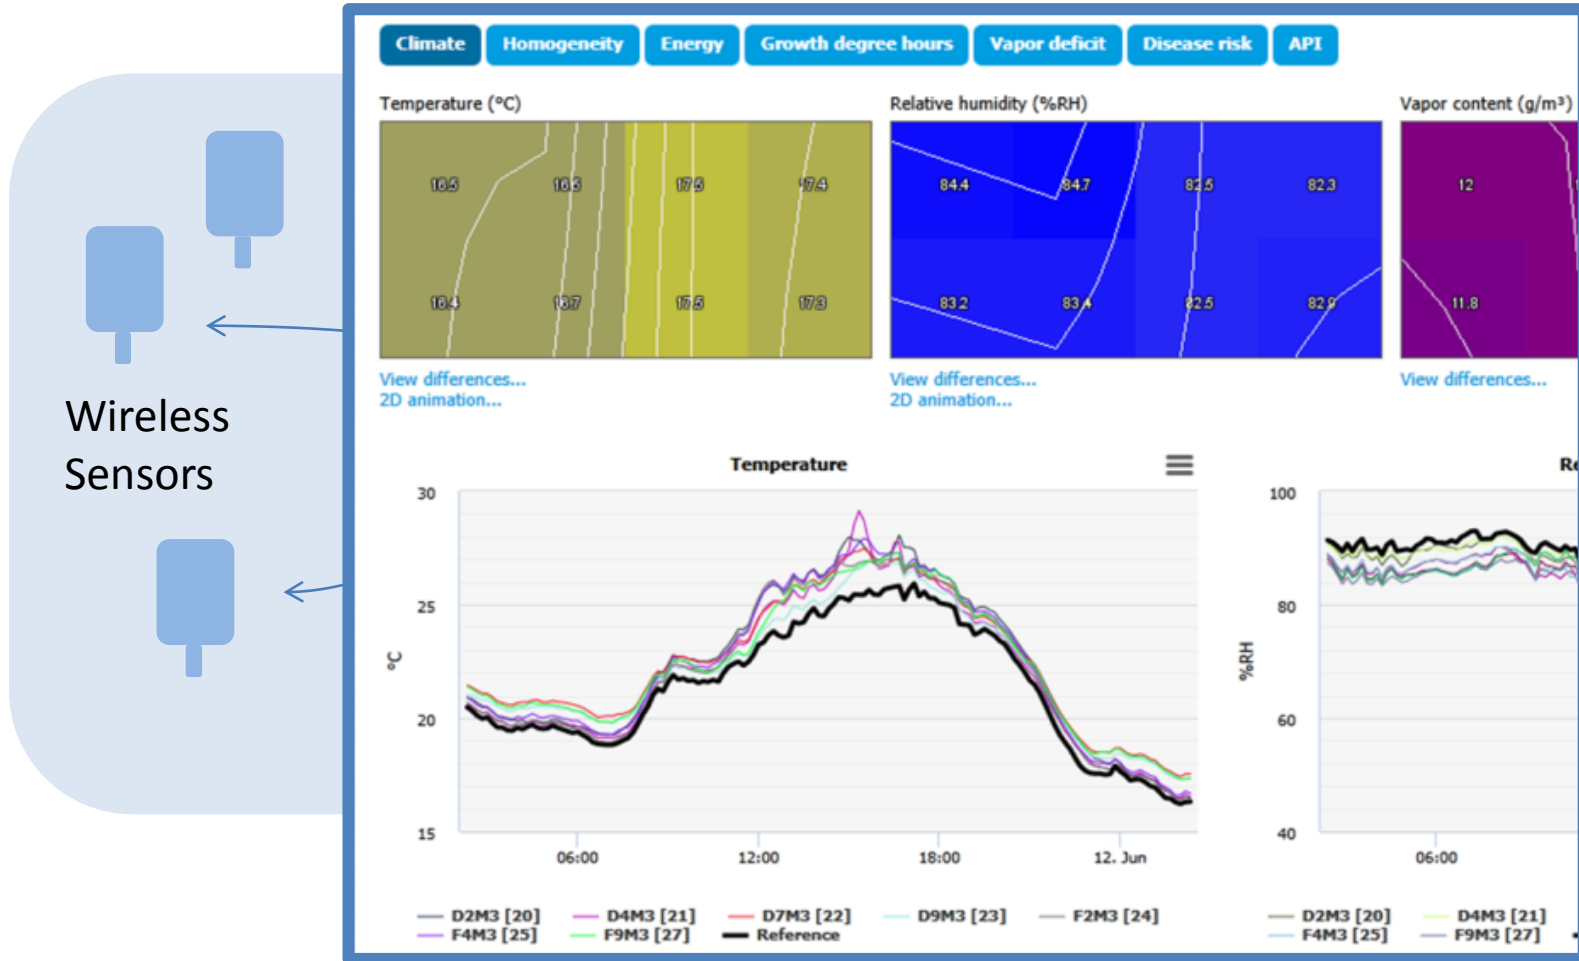 Climate Homogeneity Energy Growth degree hours Vapor deficit Disease risk API
Temperature (ºC) Relative humidity (%RH) Vapor content (g/m³)
16.5 16.6 17.5 17.4 84.4 84.7 82.5 82.3 12
16.4 16.7 17.5 17.3 83.2 83.4 82.5 82.9 11.8
View differences... View differences... View differences...
2D animation... 2D animation...
Wireless
Sensors
Temperature
30
25
20
15
ºC
06:00 12:00 18:00 12. Jun
D2M3 [20] D4M3 [21] D7M3 [22] D9M3 [23] F2M3 [24]
F4M3 [25] F9M3 [27] Reference
Re
100
80
60
40
%RH
06:00
D2M3 [20] D4M3 [21]
F4M3 [25] F9M3 [27]